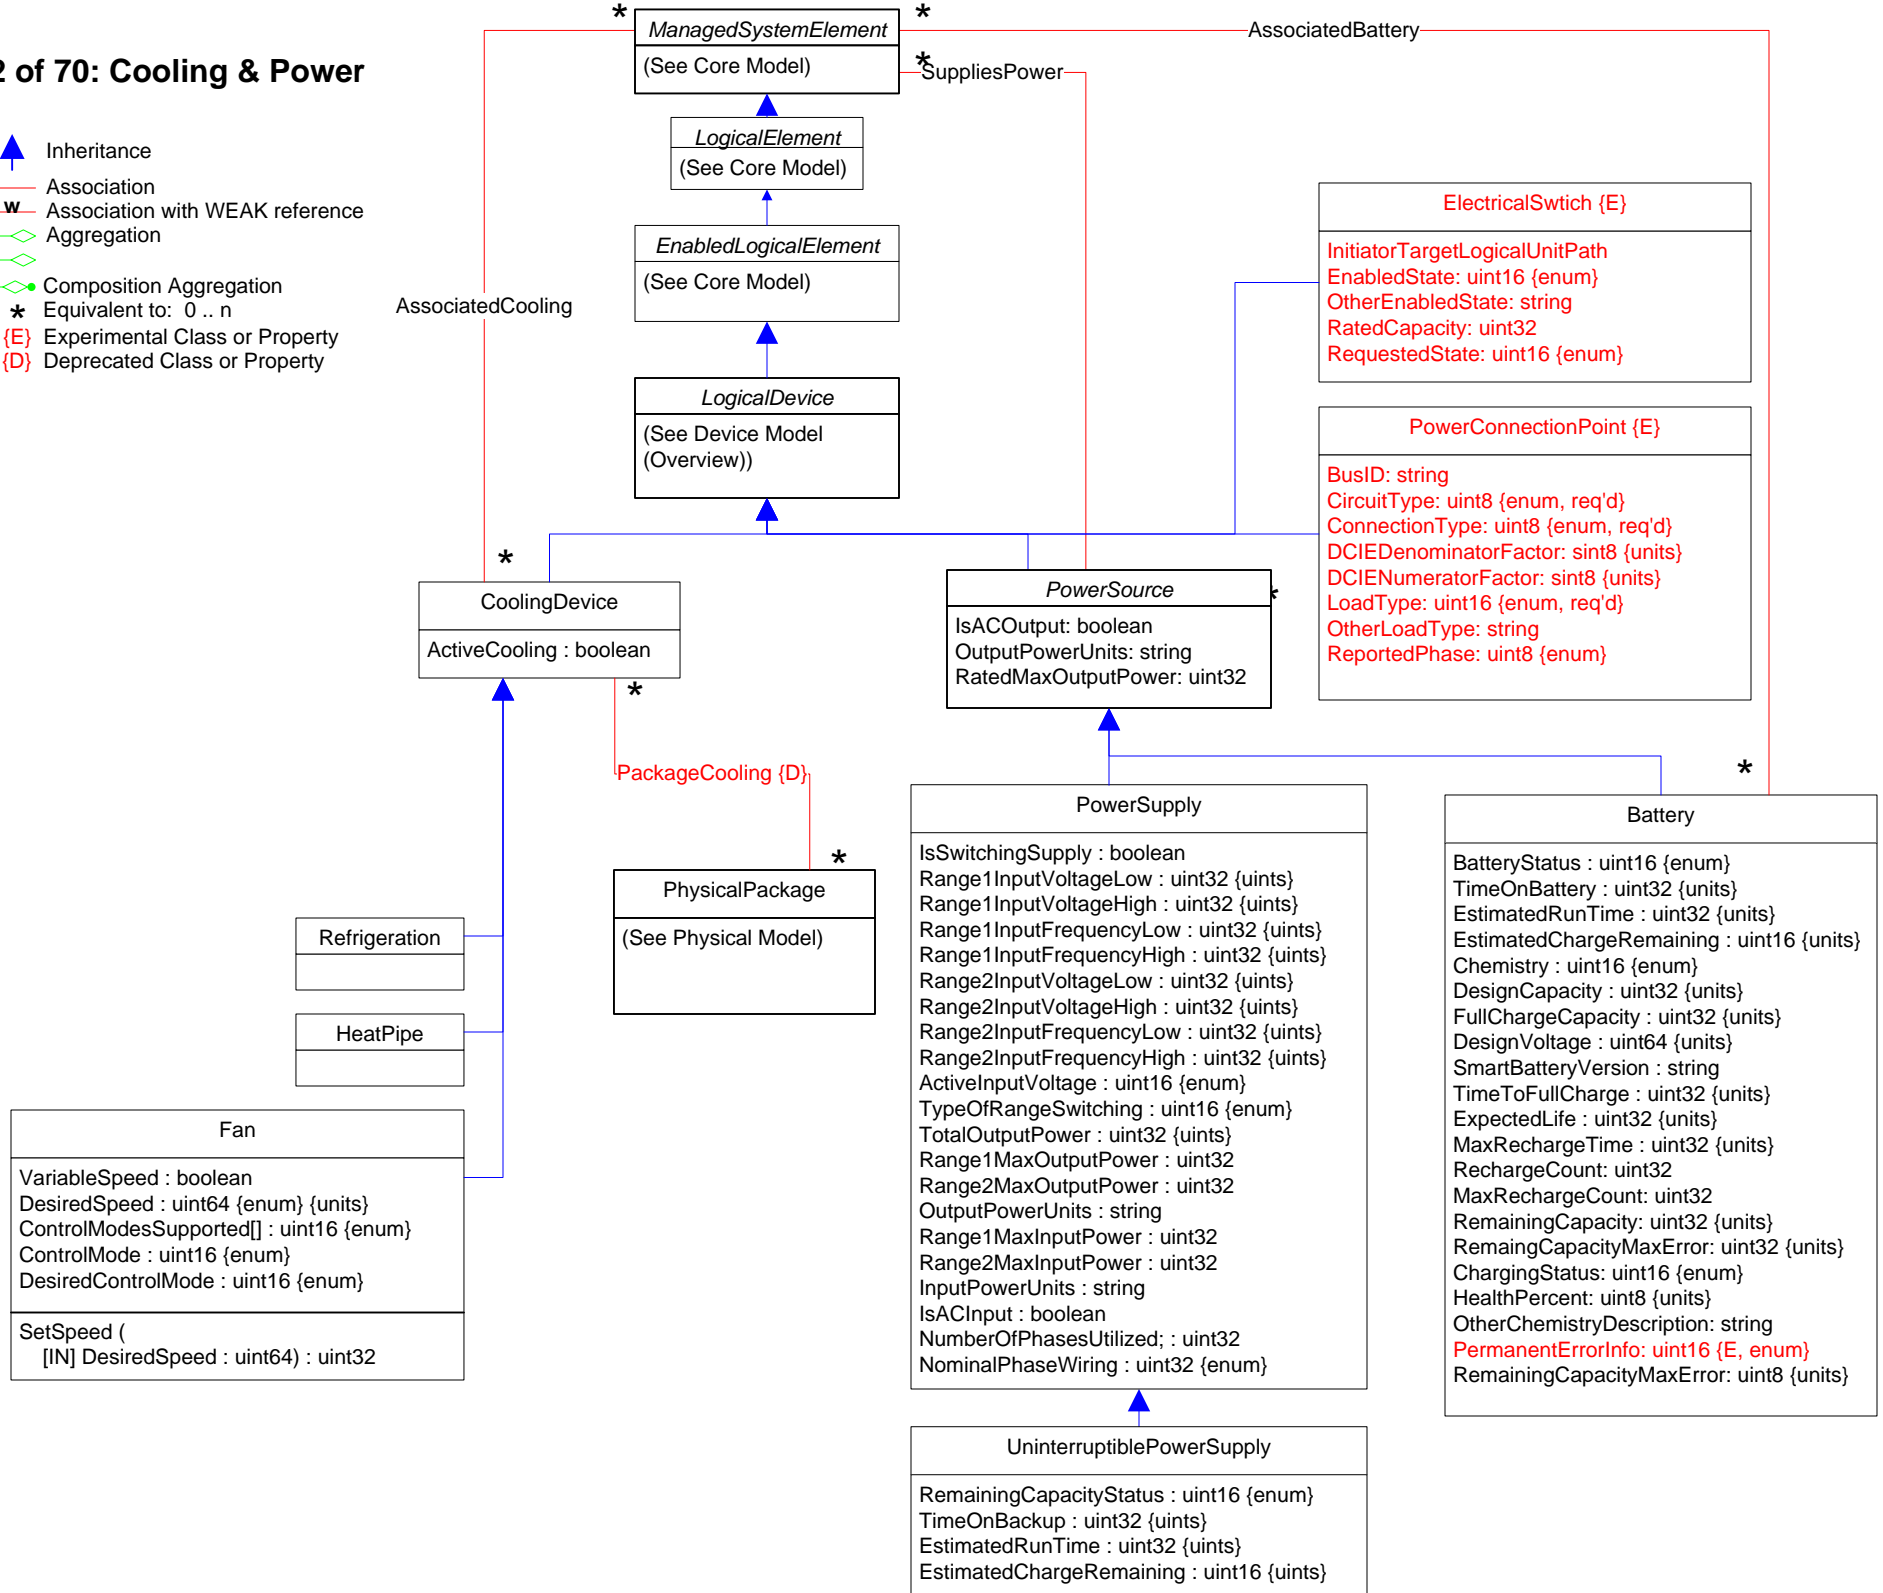 2 of 70: Cooling & Power
Inheritance
Association
w
Association with WEAK reference
Aggregation
Composition Aggregation
* Equivalent to: 0 .. n
{E} Experimental Class or Property
{D} Deprecated Class or Property
*
ManagedSystemElement
(See Core Model)
*
AssociatedBattery
*
SuppliesPower
LogicalElement
(See Core Model)
EnabledLogicalElement
(See Core Model)
AssociatedCooling
LogicalDevice
(See Device Model
(Overview))
ElectricalSwtich {E}
InitiatorTargetLogicalUnitPath
EnabledState: uint16 {enum}
OtherEnabledState: string
RatedCapacity: uint32
RequestedState: uint16 {enum}
PowerConnectionPoint {E}
BusID: string
CircuitType: uint8 {enum, req'd}
ConnectionType: uint8 {enum, req'd}
DCIEDenominatorFactor: sint8 {units}
DCIENumeratorFactor: sint8 {units}
LoadType: uint16 {enum, req'd}
OtherLoadType: string
ReportedPhase: uint8 {enum}
*
CoolingDevice
ActiveCooling : boolean
*
PowerSource
*
IsACOutput: boolean
OutputPowerUnits: string
RatedMaxOutputPower: uint32
PackageCooling {D}
*
PhysicalPackage
(See Physical Model)
Refrigeration
HeatPipe
Fan
VariableSpeed : boolean
DesiredSpeed : uint64 {enum} {units}
ControlModesSupported[] : uint16 {enum}
ControlMode : uint16 {enum}
DesiredControlMode : uint16 {enum}
SetSpeed (
[IN] DesiredSpeed : uint64) : uint32
PowerSupply
IsSwitchingSupply : boolean
Range1InputVoltageLow : uint32 {uints}
Range1InputVoltageHigh : uint32 {uints}
Range1InputFrequencyLow : uint32 {uints}
Range1InputFrequencyHigh : uint32 {uints}
Range2InputVoltageLow : uint32 {uints}
Range2InputVoltageHigh : uint32 {uints}
Range2InputFrequencyLow : uint32 {uints}
Range2InputFrequencyHigh : uint32 {uints}
ActiveInputVoltage : uint16 {enum}
TypeOfRangeSwitching : uint16 {enum}
TotalOutputPower : uint32 {uints}
Range1MaxOutputPower : uint32
Range2MaxOutputPower : uint32
OutputPowerUnits : string
Range1MaxInputPower : uint32
Range2MaxInputPower : uint32
InputPowerUnits : string
IsACInput : boolean
NumberOfPhasesUtilized; : uint32
NominalPhaseWiring : uint32 {enum}
*
Battery
BatteryStatus : uint16 {enum}
TimeOnBattery : uint32 {units}
EstimatedRunTime : uint32 {units}
EstimatedChargeRemaining : uint16 {units}
Chemistry : uint16 {enum}
DesignCapacity : uint32 {units}
FullChargeCapacity : uint32 {units}
DesignVoltage : uint64 {units}
SmartBatteryVersion : string
TimeToFullCharge : uint32 {units}
ExpectedLife : uint32 {units}
MaxRechargeTime : uint32 {units}
RechargeCount: uint32
MaxRechargeCount: uint32
RemainingCapacity: uint32 {units}
RemaingCapacityMaxError: uint32 {units}
ChargingStatus: uint16 {enum}
HealthPercent: uint8 {units}
OtherChemistryDescription: string
PermanentErrorInfo: uint16 {E, enum}
RemainingCapacityMaxError: uint8 {units}
UninterruptiblePowerSupply
RemainingCapacityStatus : uint16 {enum}
TimeOnBackup : uint32 {uints}
EstimatedRunTime : uint32 {uints}
EstimatedChargeRemaining : uint16 {uints}